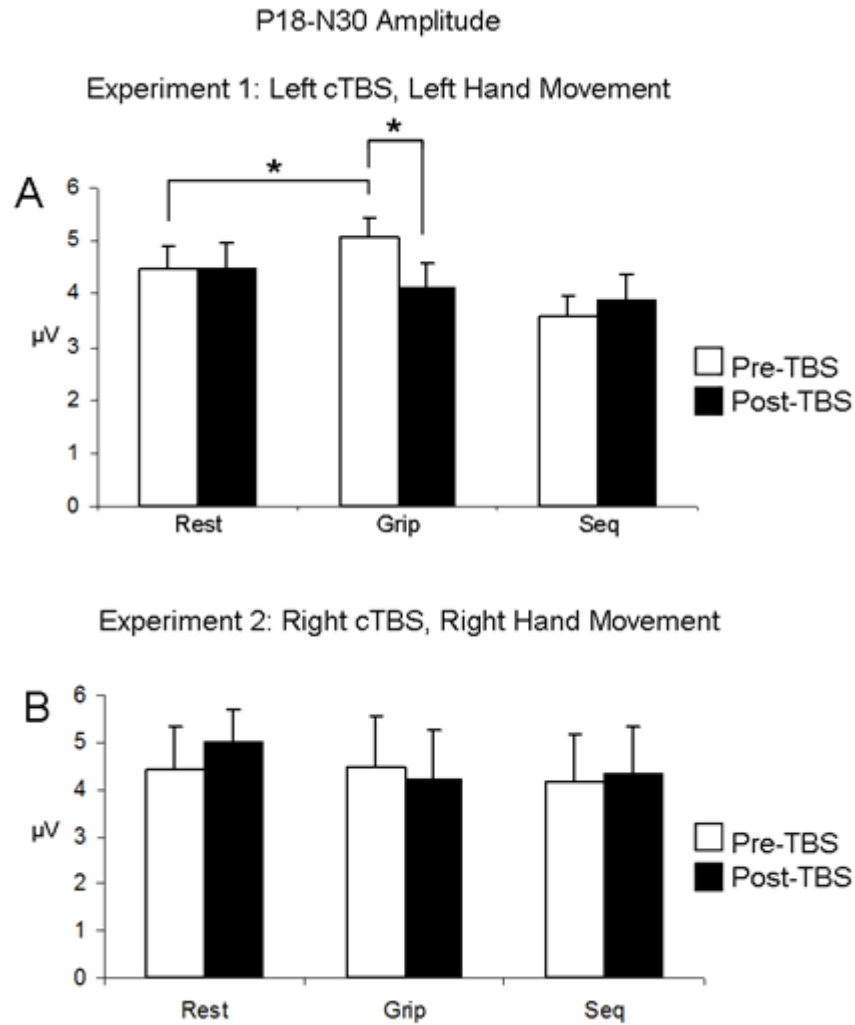 P18-N30 Amplitude
Experiment 1: Left cTBS, Left Hand Movement
*
*
A
6
5
4
µV
3
2
1
0
Pre-TBS
Post-TBS
Rest Grip Seq
Experiment 2: Right cTBS, Right Hand Movement
B
6
5
4
µV
3
2
1
0
Pre-TBS
Post-TBS
Rest Grip Seq